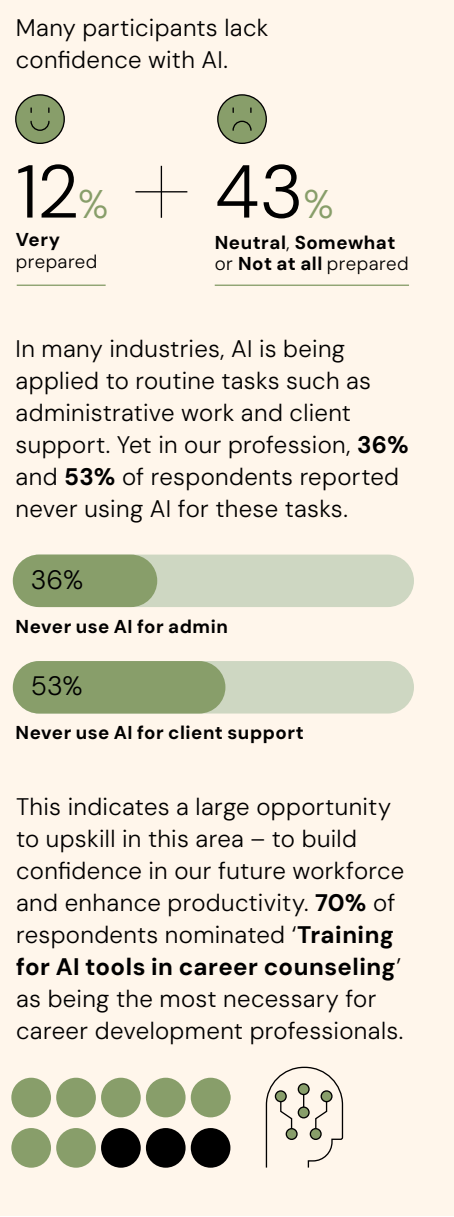 Many participants lack
confidence with AI.
12% 43%
Very
prepared
Neutral, Somewhat
or Not at all prepared
In many industries, AI is being
applied to routine tasks such as
administrative work and client
support. Yet in our profession, 36%
and 53% of respondents reported
never using AI for these tasks.
36%
Never use AI for admin
53%
Never use AI for client support
This indicates a large opportunity
to upskill in this area – to build
confidence in our future workforce
and enhance productivity. 70% of
respondents nominated ‘Training
for AI tools in career counseling’
as being the most necessary for
career development professionals.